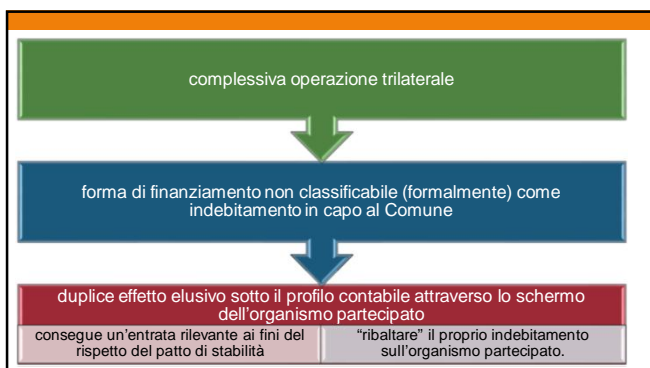 complessiva operazione trilaterale
forma di finanziamento non classificabile (formalmente) come
indebitamento in capo al Comune
duplice effetto elusivo sotto il profilo contabile attraverso lo schermo
dell'organismo partecipato
consegue un'entrata rilevante ai fini del
rispetto del patto di stabilità
“ribaltare” il proprio indebitamento
sull'organismo partecipato.